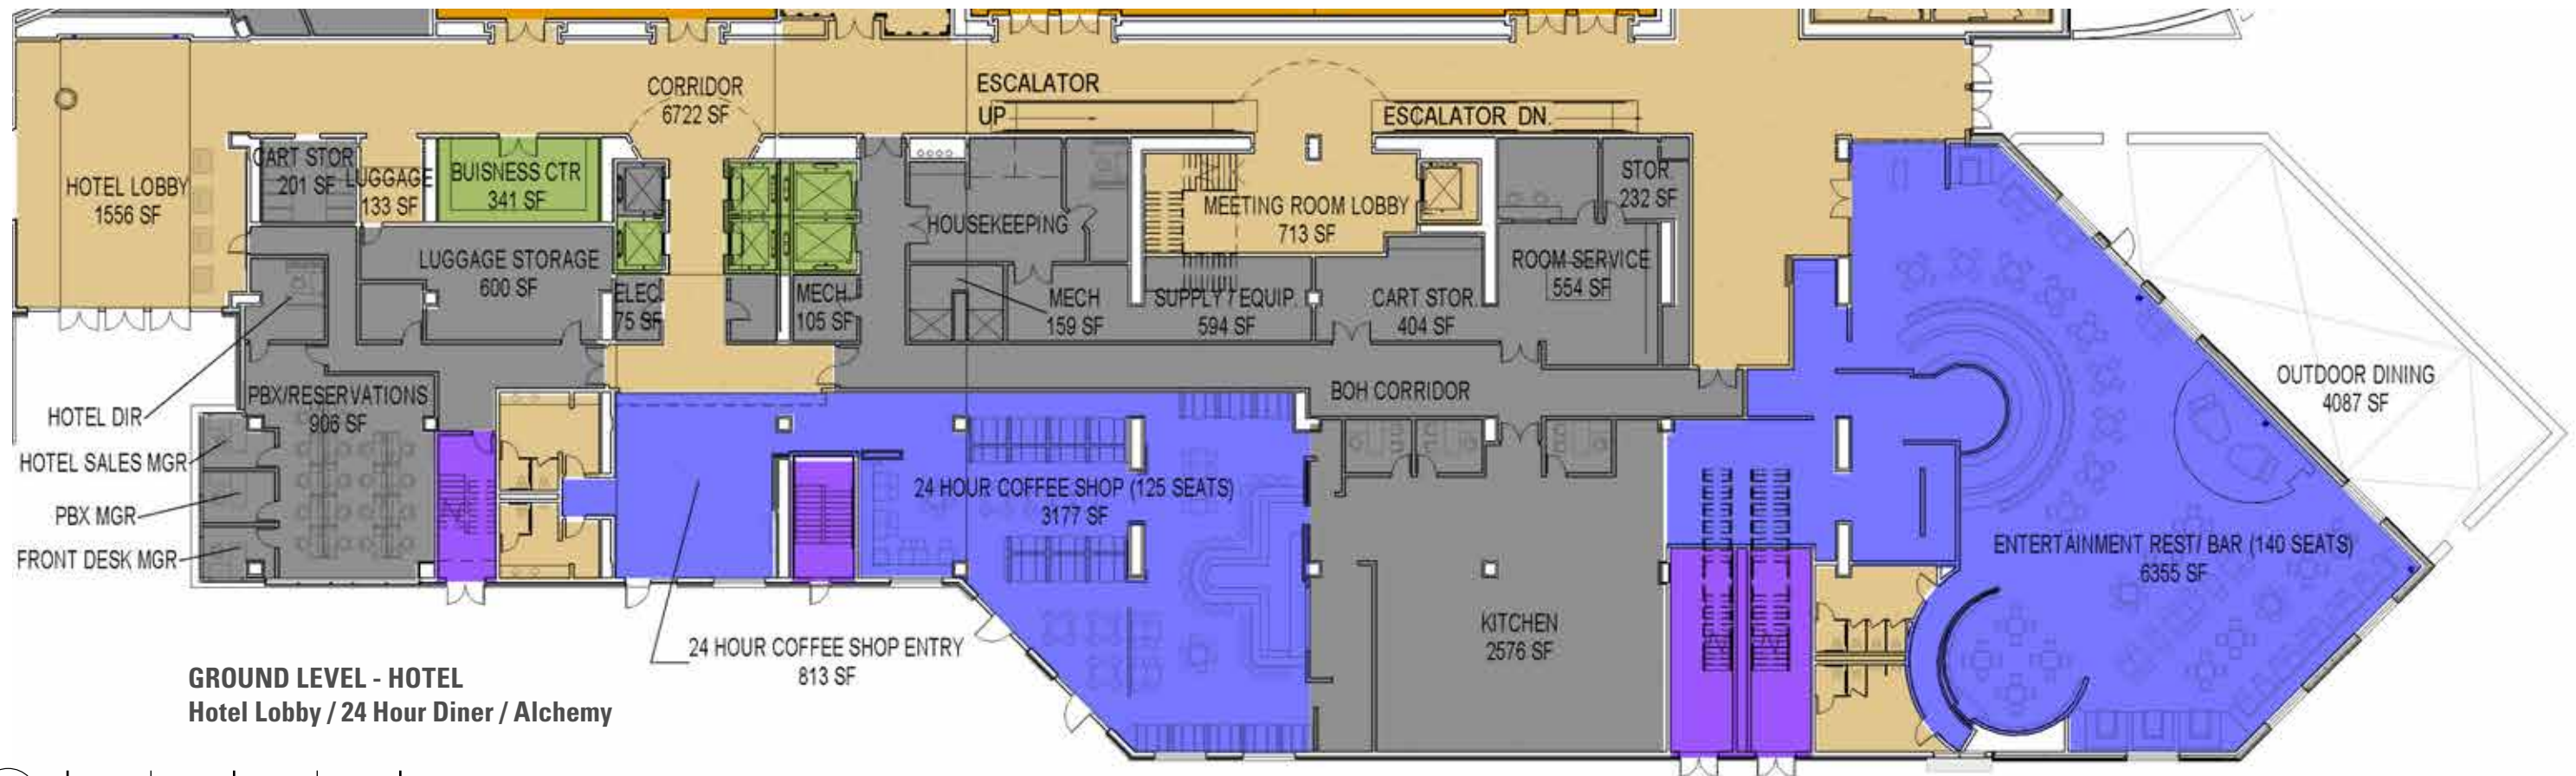 CORRIDOR
6722 SF
ESCALATOR
UP
ESCALATOR DN.
HOTEL LOBBY
1556 SF
CART STOR
201 SF
LUGGAGE
133 SF
BUISNESS CTR
341 SF
HOUSEKEEPING
MEETING ROOM LOBBY
713 SF
STOR
232 SF
LUGGAGE STORAGE
600 SF
ELEC.
75 SF
MECH.
105 SF
MECH
159 SF
SUPPLY / EQUIP.
594 SF
CART STOR.
404 SF
ROOM SERVICE
554 SF
HOTEL DIR
PBX/RESERVATIONS
906 SF
BOH CORRIDOR
OUTDOOR DINING
4087 SF
HOTEL SALES MGR
PBX MGR
FRONT DESK MGR
24 HOUR COFFEE SHOP (125 SEATS)
3177 SF
ENTERTAINMENT REST/ BAR (140 SEATS)
6355 SF
KITCHEN
2576 SF
24 HOUR COFFEE SHOP ENTRY
813 SF
GROUND LEVEL - HOTEL
Hotel Lobby / 24 Hour Diner / Alchemy